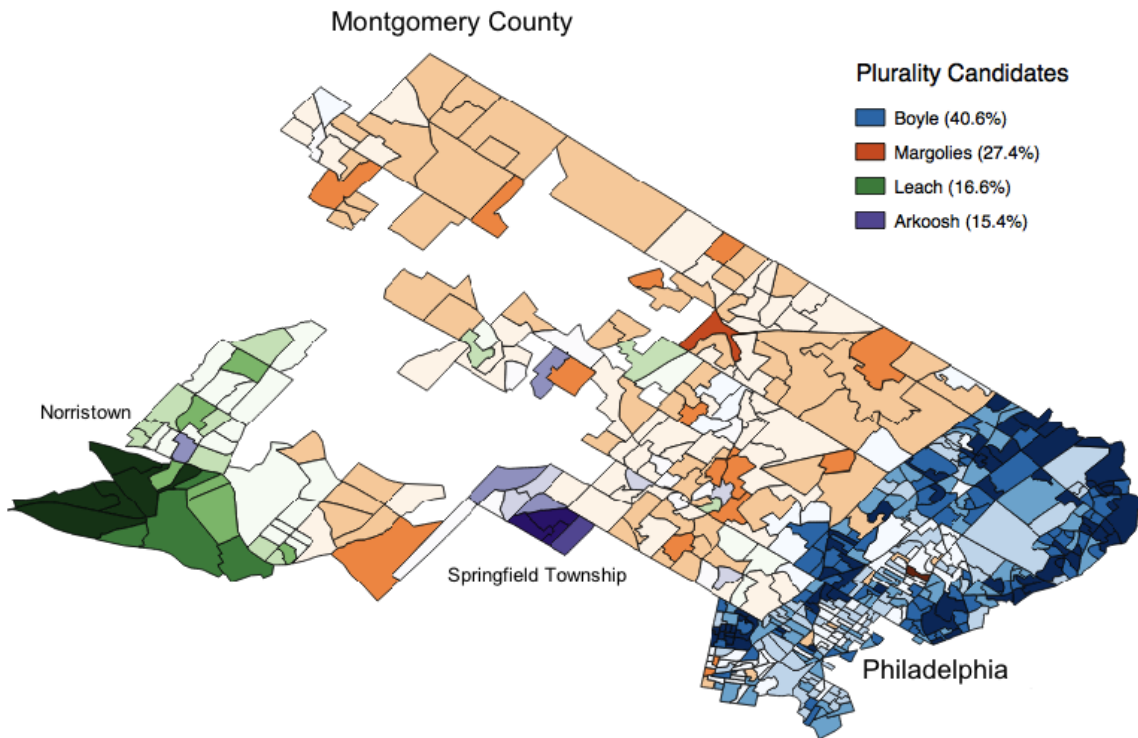 Montgomery County
Plurality Candidates
Boyle (40.6%)
Margolies (27.4%)
Leach (16.6%)
Arkoosh (15.4%)
Norristown
Springfield Township
Philadelphia